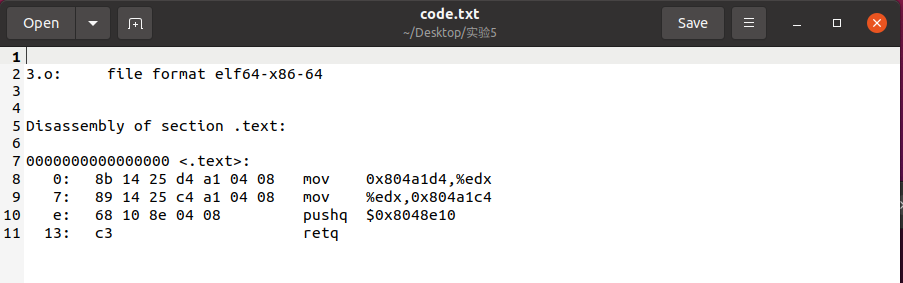 Open
code.txt
~/Desktop/实验5
Save
1
2 3.o:     file format elf64-x86-64
3
4
5 Disassembly of section .text:
6
7 0000000000000000 <.text>:
8    0:   8b 14 25 d4 a1 04 08   mov    0x804a1d4,%edx
9    7:   89 14 25 c4 a1 04 08   mov    %edx,0x804a1c4
10    e:   68 10 8e 04 08         pushq  $0x8048e10
11   13:   c3                     retq